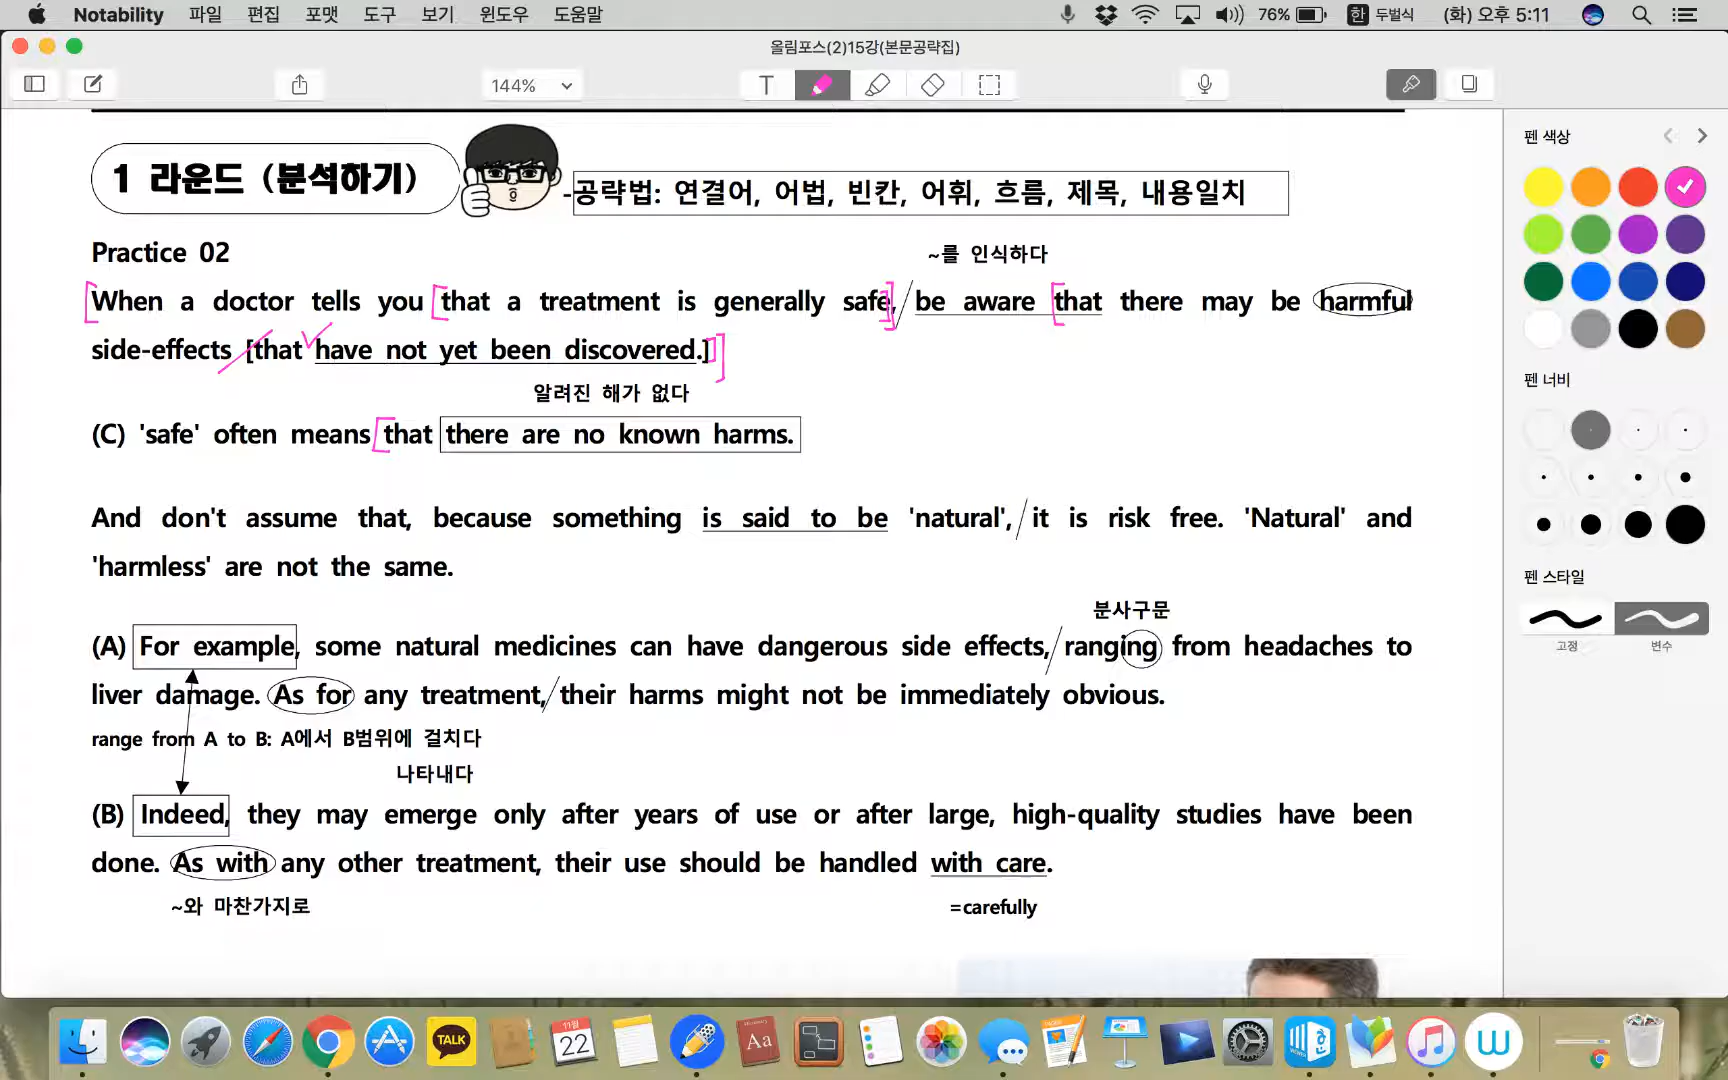 Notability 파일 편집 포맷 도구 보기 윈도우 도움말 76% 한 두벌식 (화) 오후 5:11
올림포스(2)15강(본문공략집)
144%
1 라운드 (분석하기)
-공략법: 연결어, 어법, 빈칸, 어휘, 흐름, 제목, 내용일치
Practice 02
~를 인식하다
When a doctor tells you that a treatment is generally safe, be aware that there may be harmful
side-effects [that have not yet been discovered.]
알려진 해가 없다
(C) 'safe' often means that there are no known harms.
And don't assume that, because something is said to be 'natural', it is risk free. 'Natural' and
'harmless' are not the same.
분사구문
(A) For example, some natural medicines can have dangerous side effects, ranging from headaches to
liver damage. As for any treatment, their harms might not be immediately obvious.
range from A to B: A에서 B범위에 걸치다
나타내다
(B) Indeed, they may emerge only after years of use or after large, high-quality studies have been
done. As with any other treatment, their use should be handled with care.
~와 마찬가지로
=carefully
펜 색상
펜 너비
펜 스타일
고정 변수
TALK
11월
22
Aa